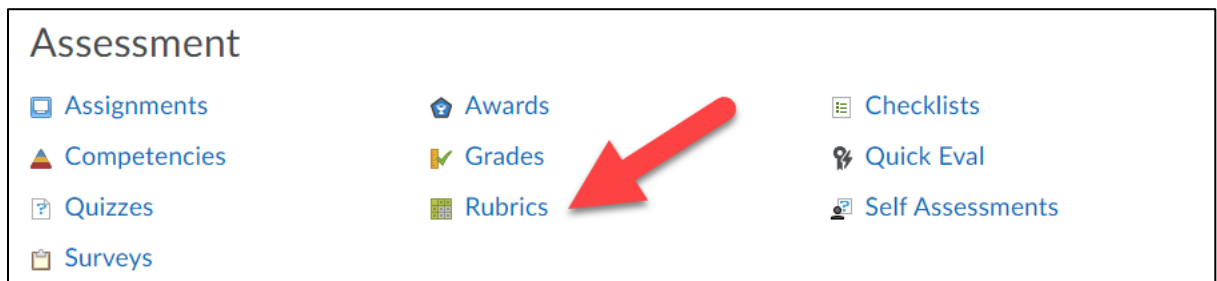 Assessment
Assignments
Awards
Checklists
Competencies
Grades
Quick Eval
Quizzes
Rubrics
Self Assessments
Surveys